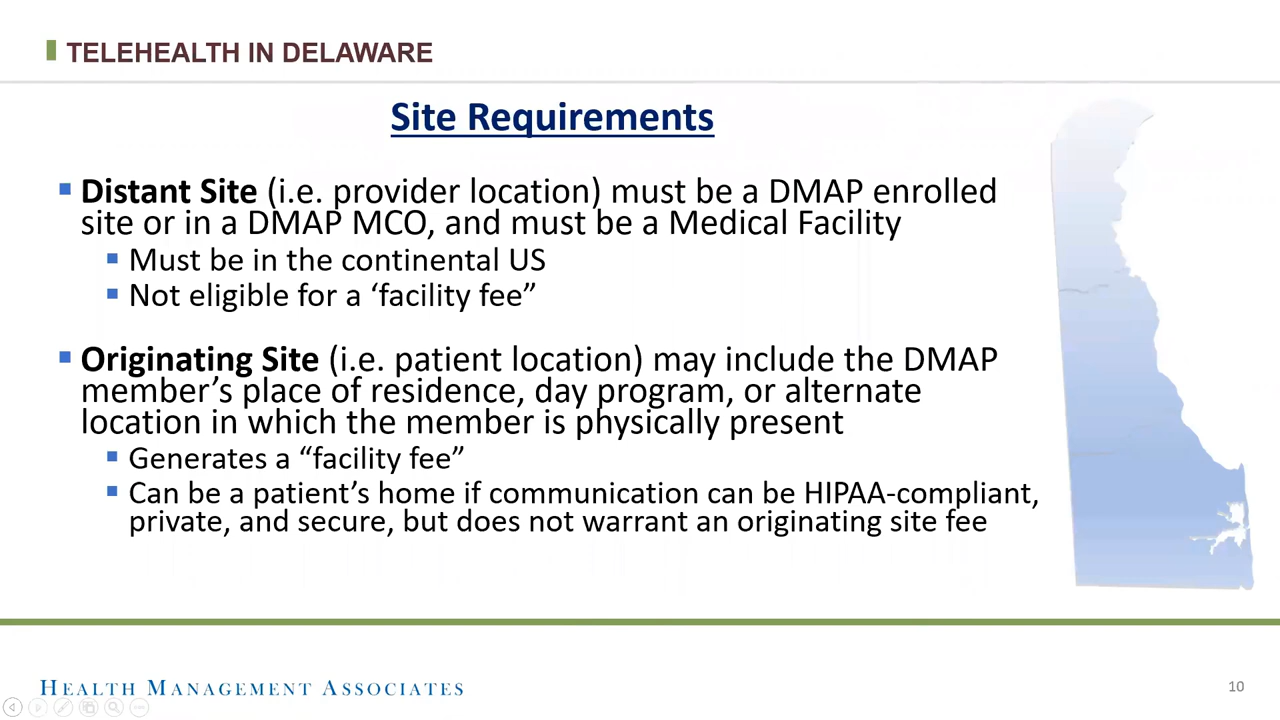 TELEHEALTH IN DELAWARE
Site Requirements
Distant Site (i.e. provider location) must be a DMAP enrolled
site or in a DMAP MCO, and must be a Medical Facility
Must be in the continental US
Not eligible for a ‘facility fee”
Originating Site (i.e. patient location) may include the DMAP
member’s place of residence, day program, or alternate
location in which the member is physically present
Generates a “facility fee”
Can be a patient’s home if communication can be HIPAA-compliant,
private, and secure, but does not warrant an originating site fee
HEALTH MANAGEMENT ASSOCIATES
10